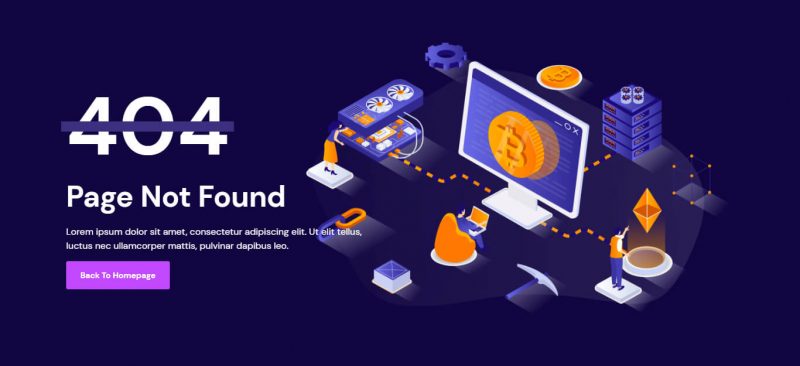 404
Page Not Found
Lorem ipsum dolor sit amet, consectetur adipiscing elit. Ut elit tellus,
luctus nec ullamcorper mattis, pulvinar dapibus leo.
Back To Homepage